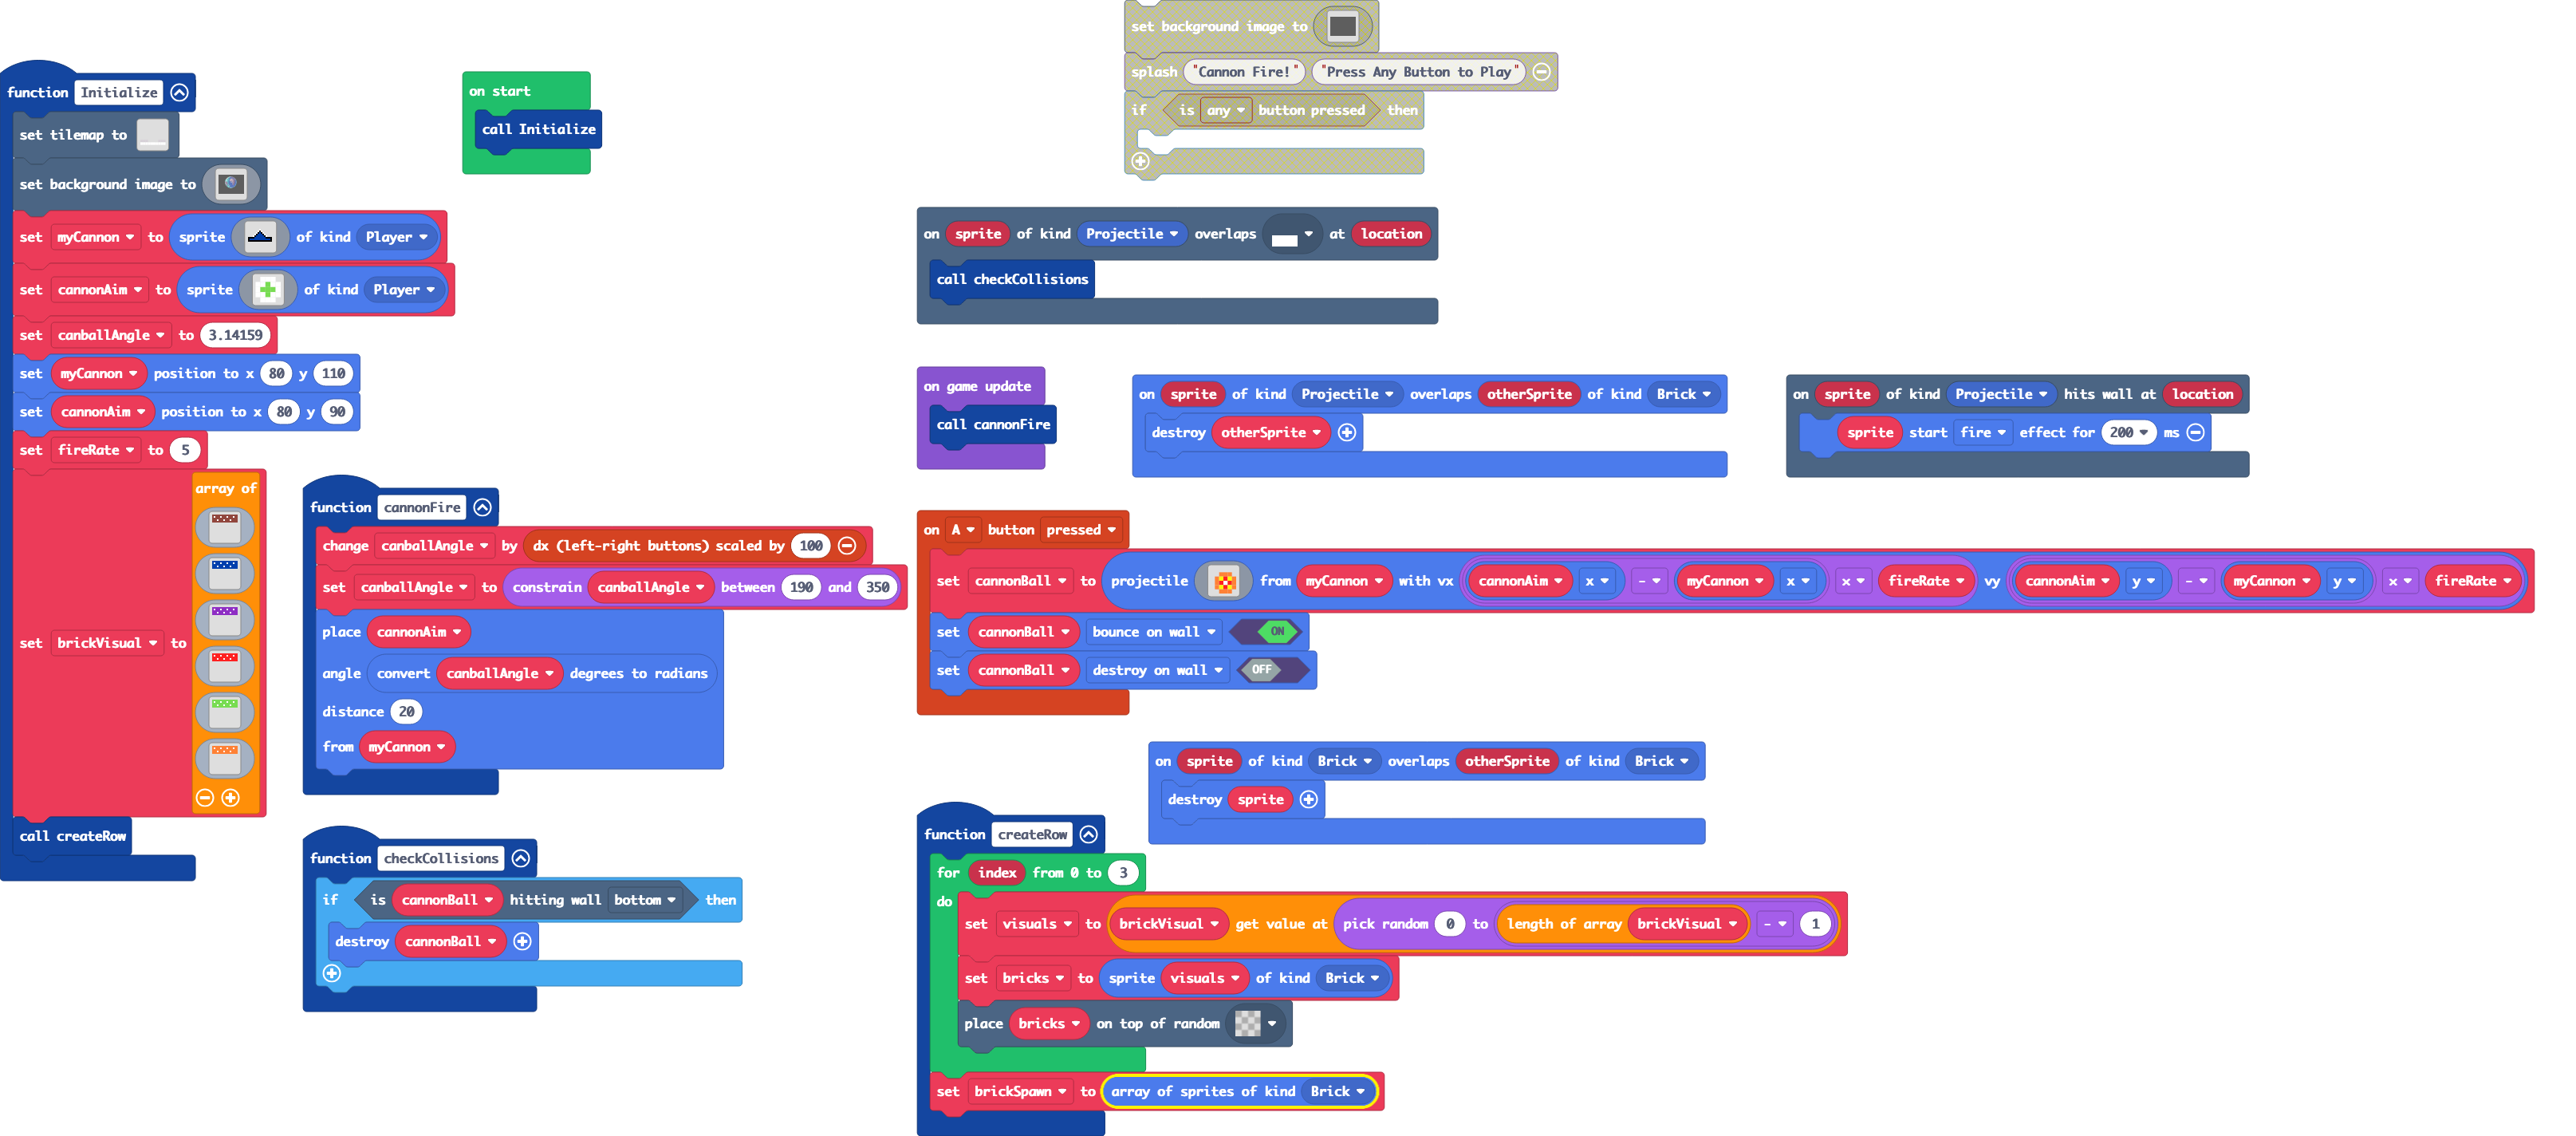 function Initialize
set tilemap to
set background image to
set myCannon to sprite of kind Player
set cannonAim to sprite of kind Player
set canballAngle to 3.14159
set myCannon position to x 80 y 110
set cannonAim position to x 80 y 90
set fireRate to 5
set brickVisual to array of
call createRow
on start
call Initialize
function cannonFire
change canballAngle by dx (left-right buttons) scaled by 100
set canballAngle to constrain canballAngle between 190 and 350
place cannonAim
angle convert canballAngle degrees to radians
distance 20
from myCannon
function checkCollisions
if is cannonBall hitting wall bottom then
destroy cannonBall
set background image to
splash "Cannon Fire!" "Press Any Button to Play"
if is any button pressed then
on sprite of kind Projectile overlaps at location
call checkCollisions
on game update
call cannonFire
on sprite of kind Projectile overlaps otherSprite of kind Brick
destroy otherSprite
on sprite of kind Projectile hits wall at location
sprite start fire effect for 200 ms
on A button pressed
set cannonBall to projectile from myCannon with vx cannonAim x - myCannon x x fireRate vy cannonAim y - myCannon y x fireRate
set cannonBall bounce on wall ON
set cannonBall destroy on wall OFF
on sprite of kind Brick overlaps otherSprite of kind Brick
destroy sprite
function createRow
for index from 0 to 3
do
set visuals to brickVisual get value at pick random 0 to length of array brickVisual - 1
set bricks to sprite visuals of kind Brick
place bricks on top of random
set brickSpawn to array of sprites of kind Brick